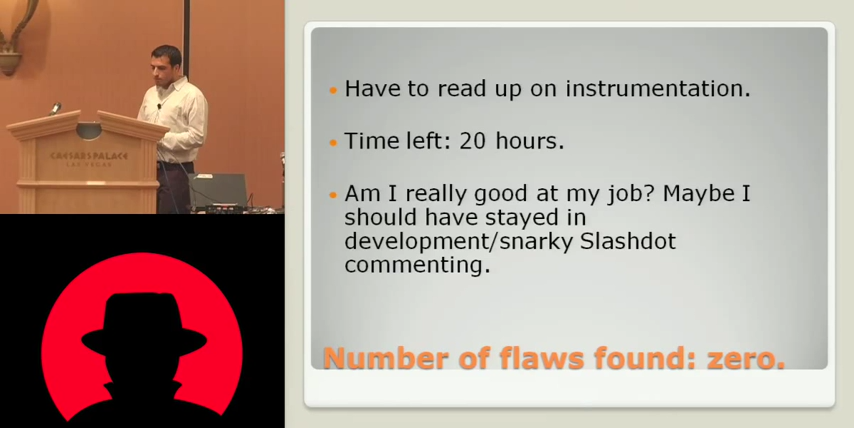 Have to read up on instrumentation.
Time left: 20 hours.
Am I really good at my job? Maybe I
should have stayed in
development/snarky Slashdot
commenting.
Number of flaws found: zero.
CAESARS PALACE
LAS VEGAS